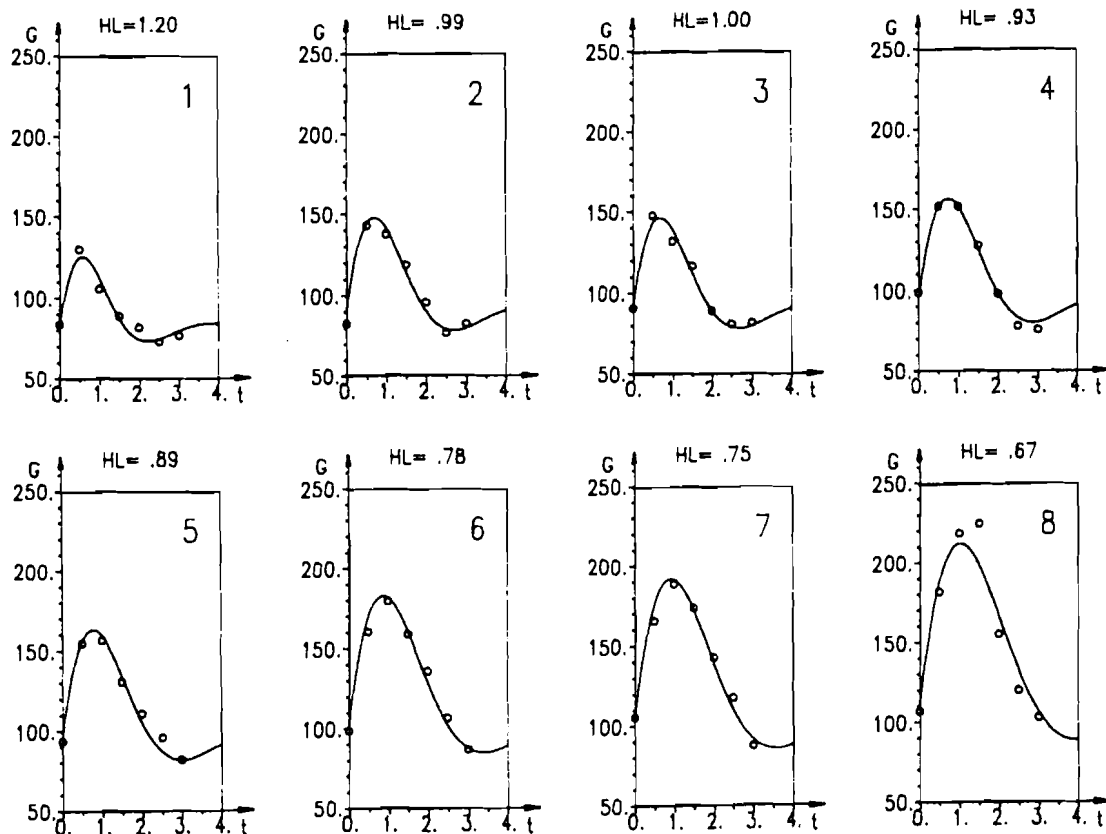 HL=1.20
G
250.
200.
150.
100.
50.
0. 1. 2. 3. 4. t
1
HL= .99
G
250.
200.
150.
100.
50.
0. 1. 2. 3. 4. t
2
HL=1.00
G
250.
200.
150.
100.
50.
0. 1. 2. 3. 4. t
3
HL= .93
G
250.
200.
150.
100.
50.
0. 1. 2. 3. 4. t
4
HL= .89
G
250.
200.
150.
100.
50.
0. 1. 2. 3. 4. t
5
HL= .78
G
250.
200.
150.
100.
50.
0. 1. 2. 3. 4. t
6
HL= .75
G
250.
200.
150.
100.
50.
0. 1. 2. 3. 4. t
7
HL= .67
G
250.
200.
150.
100.
50.
0. 1. 2. 3. 4. t
8